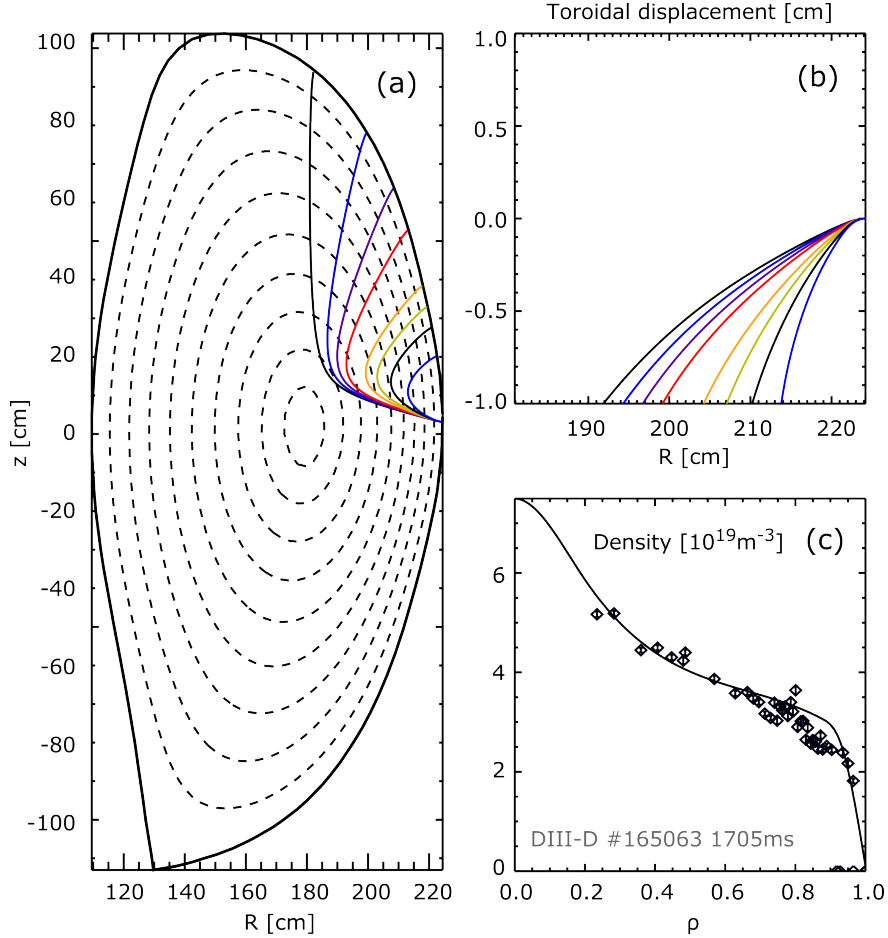 (a)
100
80
60
40
20
0
-20
-40
-60
-80
-100
z [cm]
120 140 160 180 200 220
R [cm]
Toroidal displacement [cm]
(b)
1.0
0.5
0.0
-0.5
-1.0
190 200 210 220
R [cm]
Density [10¹⁹m⁻³] (c)
6
4
2
0
DIII-D #165063 1705ms
0.0 0.2 0.4 0.6 0.8 1.0
ρ